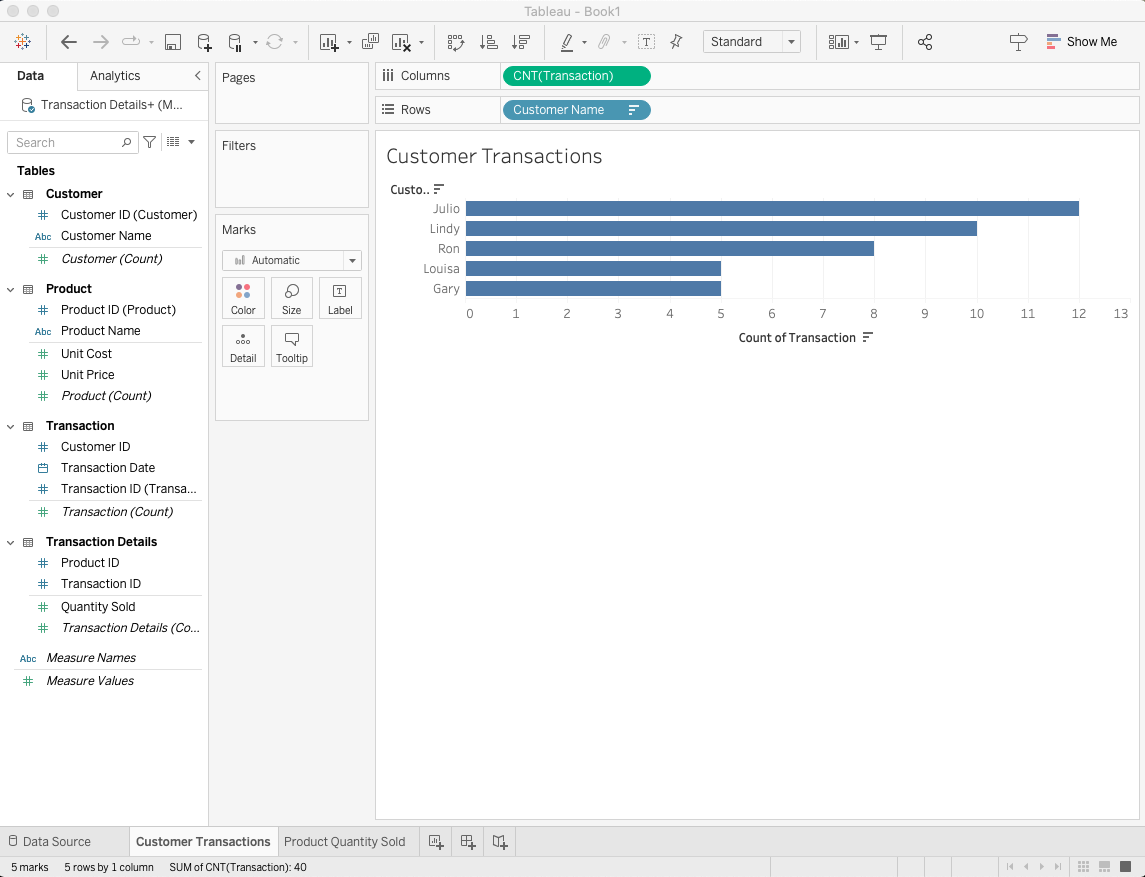 Tableau - Book1
Standard
Show Me
Data
Analytics
Transaction Details+ (M...
Search
Tables
Customer
Customer ID (Customer)
Abc Customer Name
Customer (Count)
Product
Product ID (Product)
Abc Product Name
Unit Cost
Unit Price
Product (Count)
Transaction
Customer ID
Transaction Date
Transaction ID (Transa...
Transaction (Count)
Transaction Details
Product ID
Transaction ID
Quantity Sold
Transaction Details (Co...
Abc Measure Names
Measure Values
Pages
Filters
Marks
Automatic
Color Size T Label
Detail Tooltip
Columns CNT(Transaction)
Rows Customer Name
Customer Transactions
Custo..
Julio
Lindy
Ron
Louisa
Gary
0 1 2 3 4 5 6 7 8 9 10 11 12 13
Count of Transaction
Data Source Customer Transactions Product Quantity Sold
5 marks 5 rows by 1 column SUM of CNT(Transaction): 40